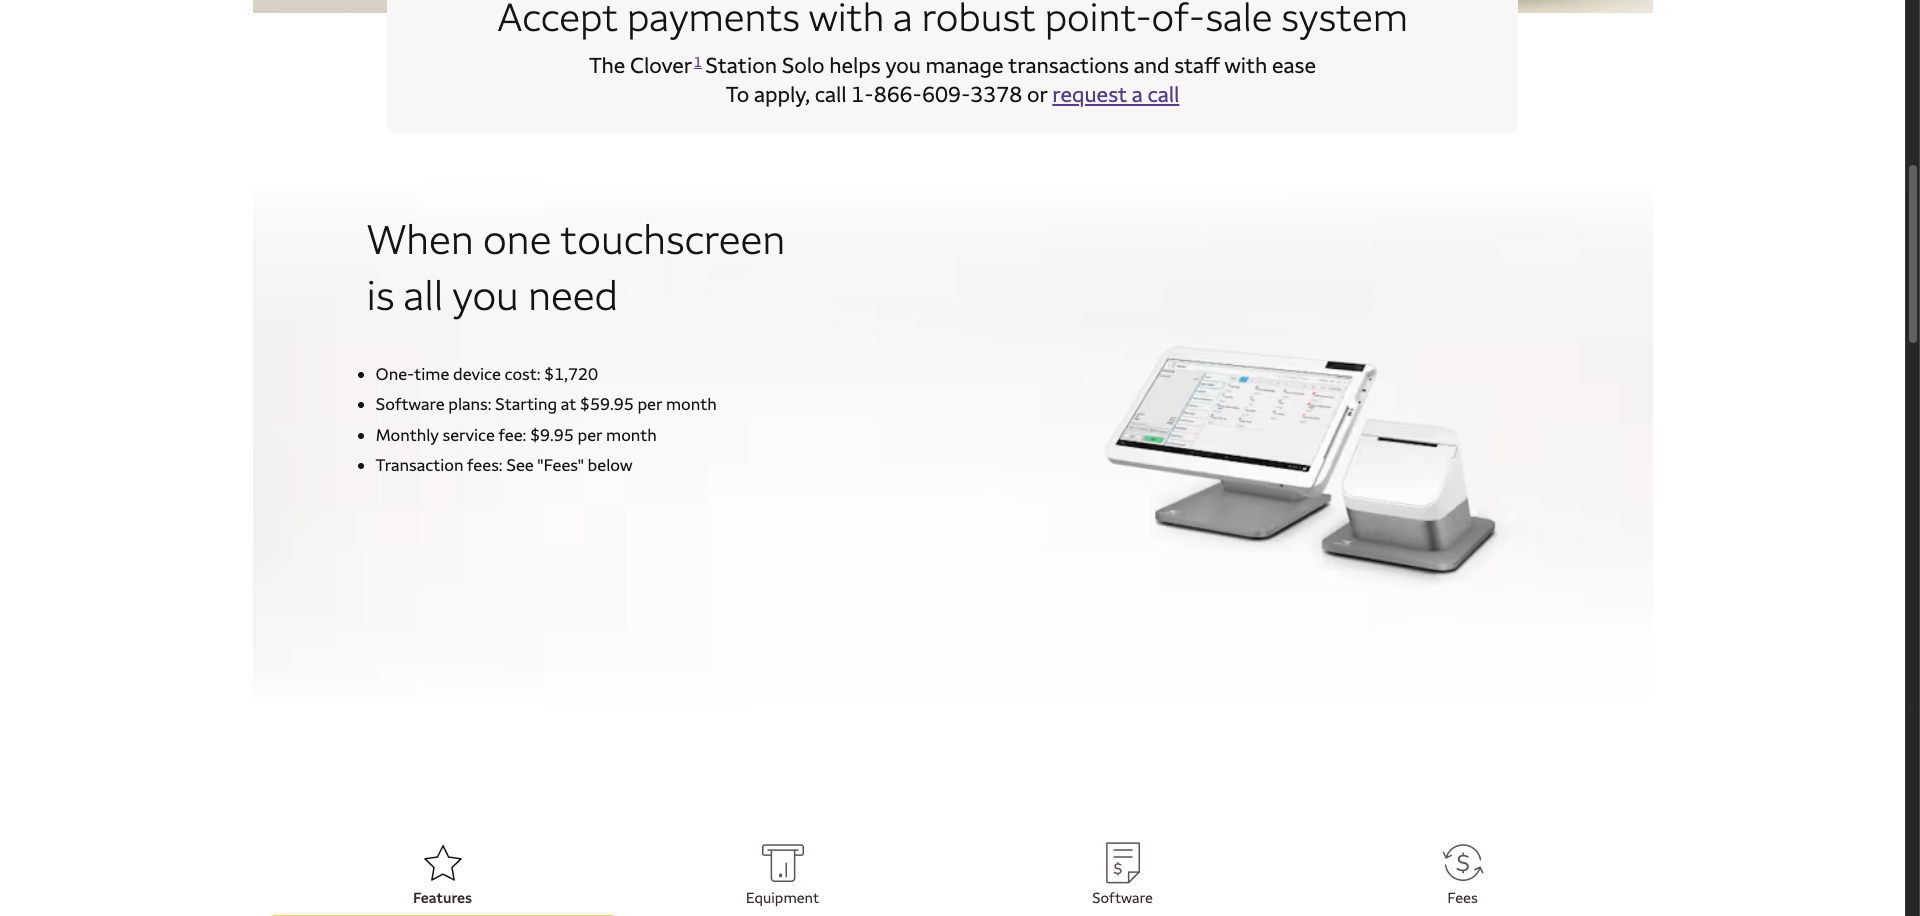 Accept payments with a robust point-of-sale system
The Clover1 Station Solo helps you manage transactions and staff with ease
To apply, call 1-866-609-3378 or request a call
When one touchscreen
is all you need
• One-time device cost: $1,720
• Software plans: Starting at $59.95 per month
• Monthly service fee: $9.95 per month
• Transaction fees: See "Fees" below
Features
Equipment
Software
Fees